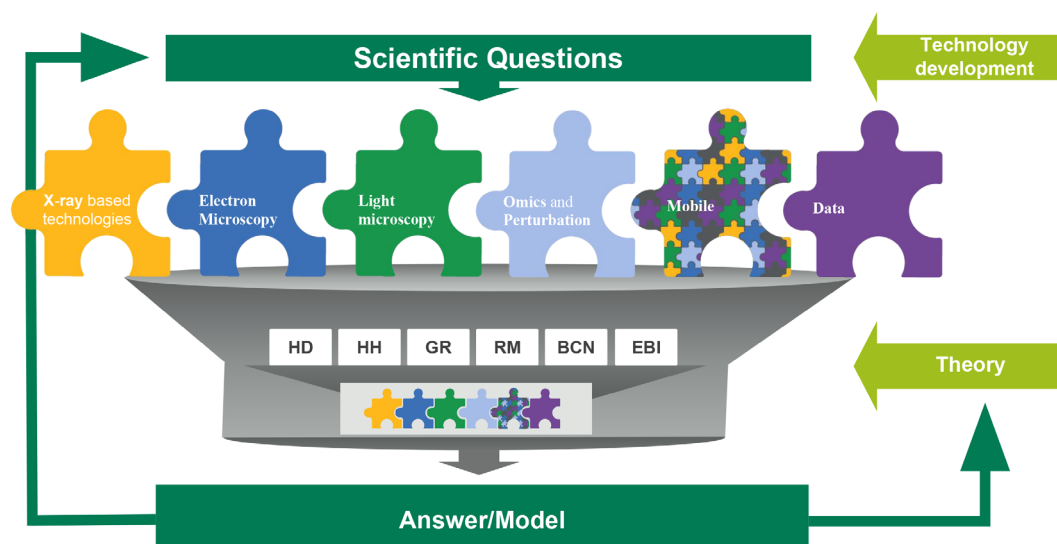 Scientific Questions
Technology
development
X-ray based
technologies
Electron
Microscopy
Light
microscopy
Omics and
Perturbation
Mobile
Data
HD
HH
GR
RM
BCN
EBI
Theory
Answer/Model